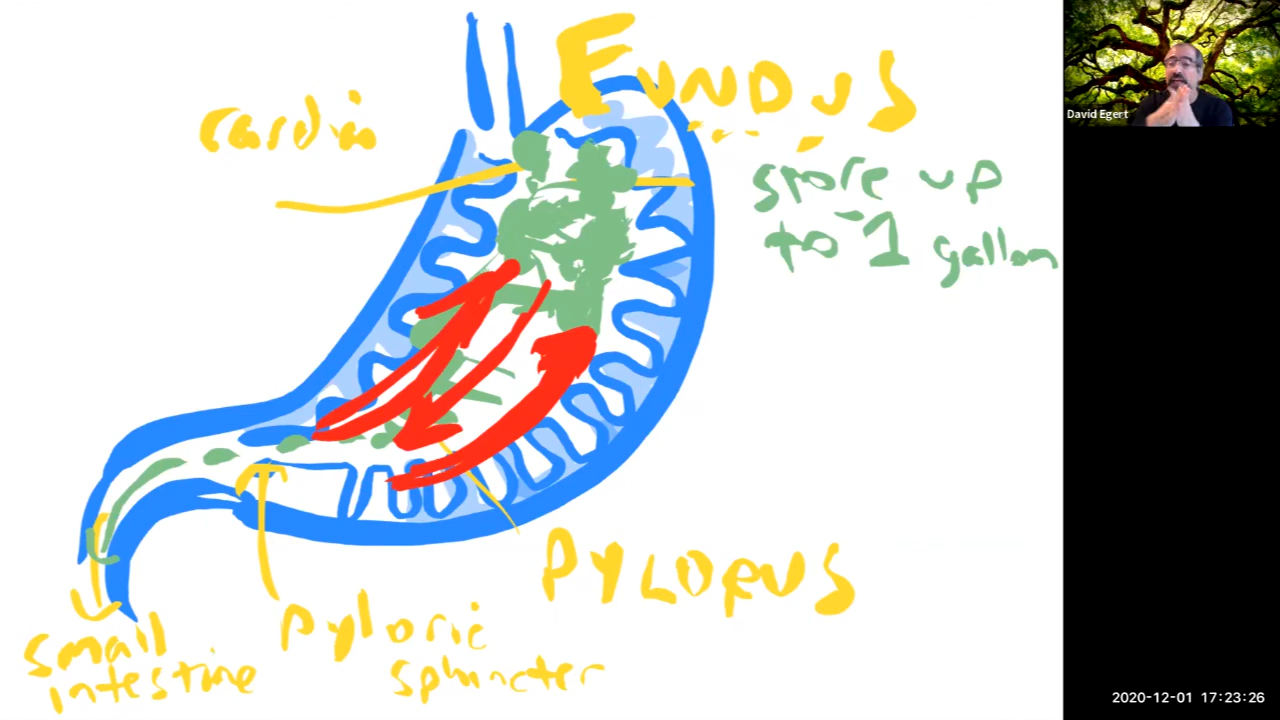 FUNDUS
cardia
store up
to 1 gallon
PYLORUS
pyloric
sphincter
small
intestine
David Egert
2020-12-01 17:23:26